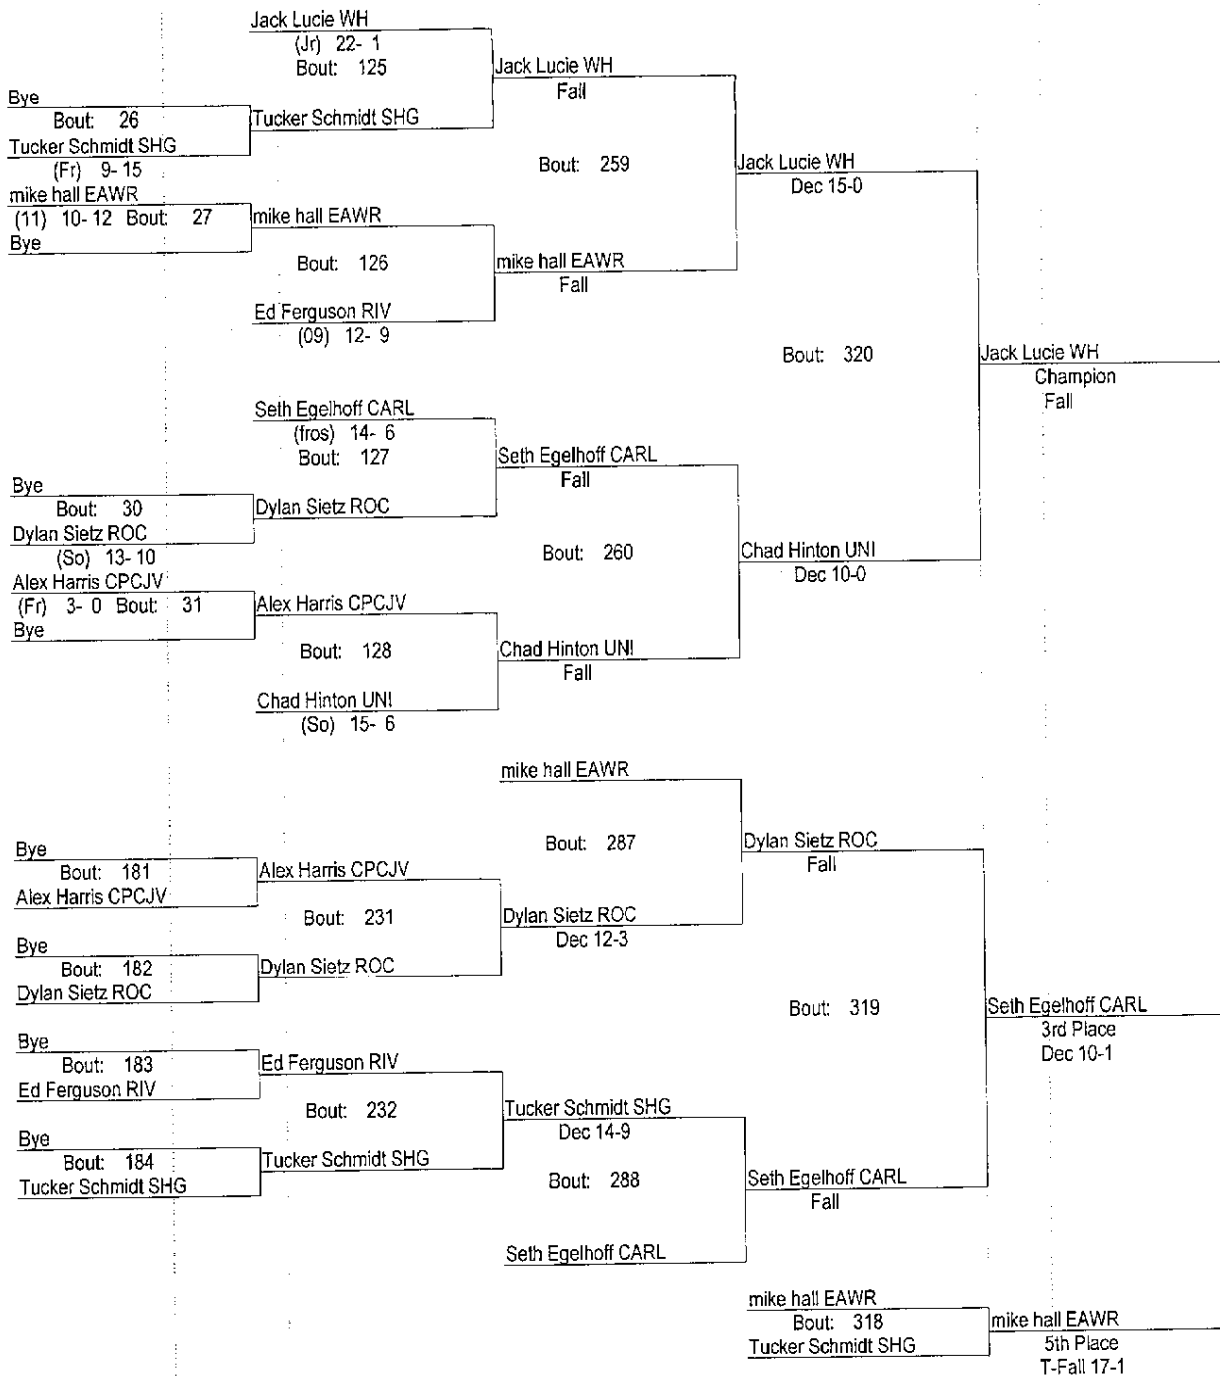 Jack Lucie WH
(Jr) 22- 1
Bout: 125
Jack Lucie WH
Fall
Bye
Bout: 26
Tucker Schmidt SHG
Tucker Schmidt SHG
(Fr) 9- 15
Bout: 259
Jack Lucie WH
Dec 15-0
mike hall EAWR
(11) 10- 12 Bout: 27
mike hall EAWR
Bye
Bout: 126
mike hall EAWR
Fall
Ed Ferguson RIV
(09) 12- 9
Bout: 320
Jack Lucie WH
Champion
Fall
Seth Egelhoff CARL
(fros) 14- 6
Bout: 127
Seth Egelhoff CARL
Fall
Bye
Bout: 30
Dylan Sietz ROC
Dylan Sietz ROC
(So) 13- 10
Bout: 260
Chad Hinton UNI
Dec 10-0
Alex Harris CPCJV
(Fr) 3- 0 Bout: 31
Alex Harris CPCJV
Bye
Bout: 128
Chad Hinton UNI
Fall
Chad Hinton UNI
(So) 15- 6
mike hall EAWR
Bout: 287
Dylan Sietz ROC
Fall
Bye
Bout: 181
Alex Harris CPCJV
Alex Harris CPCJV
Bout: 231
Dylan Sietz ROC
Dec 12-3
Bye
Bout: 182
Dylan Sietz ROC
Dylan Sietz ROC
Bout: 319
Seth Egelhoff CARL
3rd Place
Dec 10-1
Bye
Bout: 183
Ed Ferguson RIV
Ed Ferguson RIV
Bout: 232
Tucker Schmidt SHG
Dec 14-9
Bye
Bout: 184
Tucker Schmidt SHG
Tucker Schmidt SHG
Bout: 288
Seth Egelhoff CARL
Fall
Seth Egelhoff CARL
mike hall EAWR
Bout: 318
Tucker Schmidt SHG
mike hall EAWR
5th Place
T-Fall 17-1